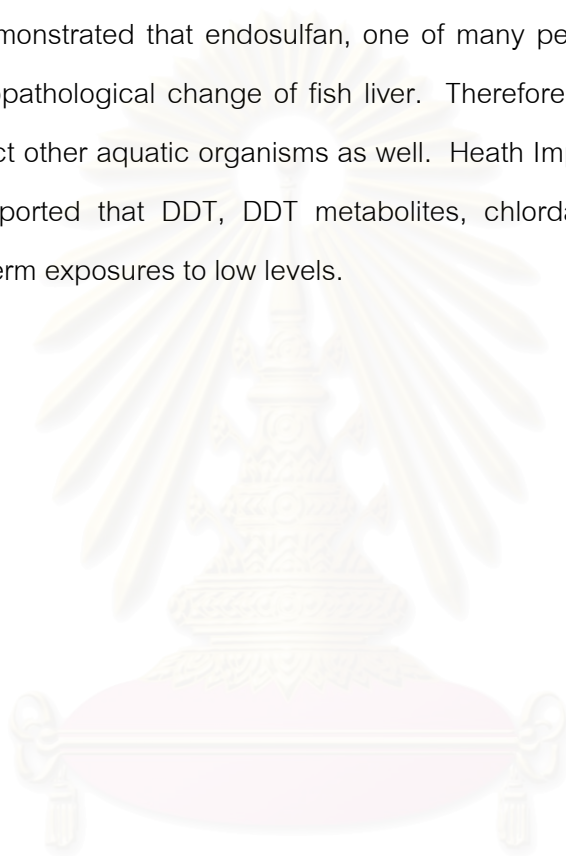 monstrated that endosulfan, one of many pe
pathological change of fish liver. Therefore
ct other aquatic organisms as well. Heath Im
ported that DDT, DDT metabolites, chlorda
erm exposures to low levels.